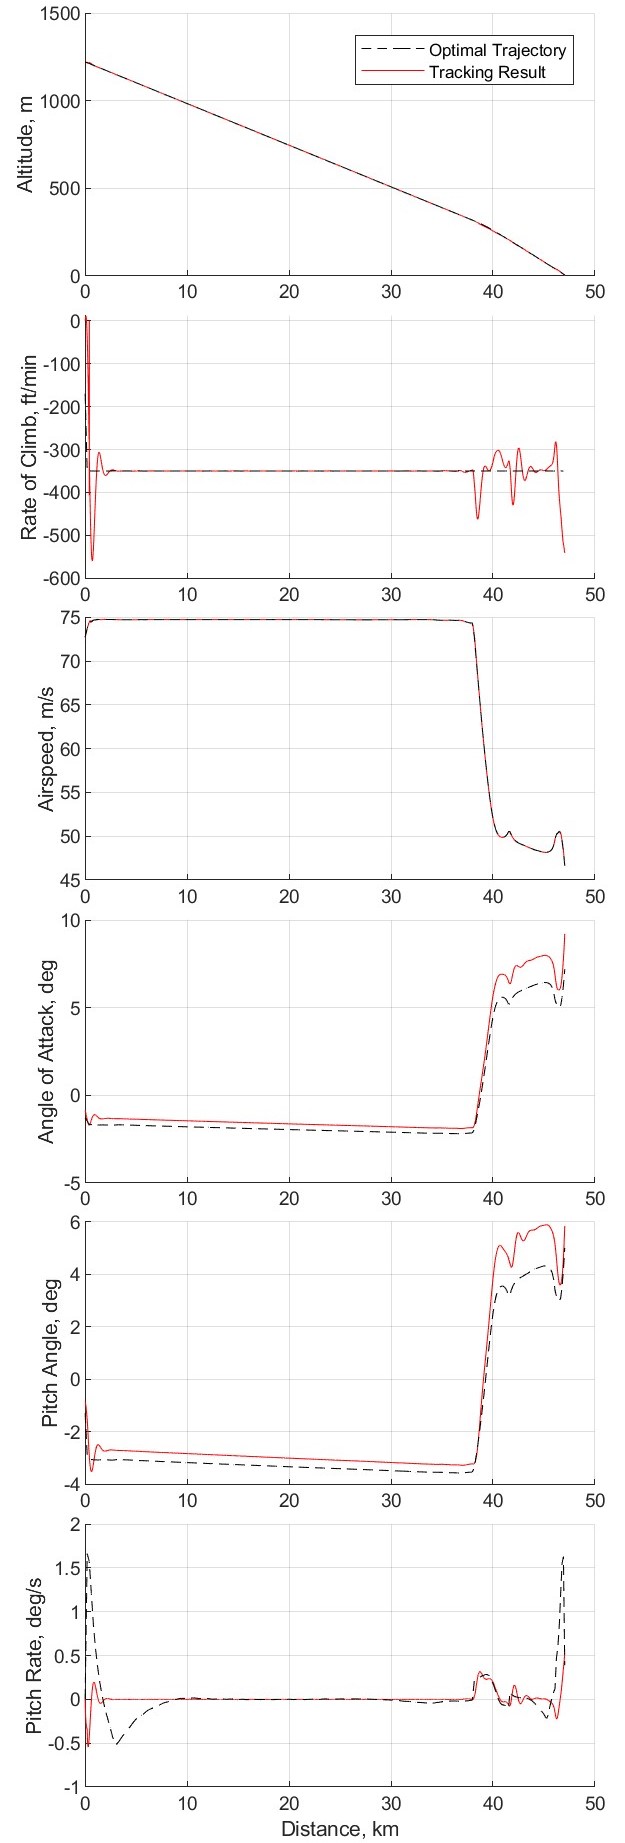 1500
1000
500
0
Altitude, m
Optimal Trajectory
Tracking Result
0 10 20 30 40 50
0
-100
-200
-300
-400
-500
-600
Rate of Climb, ft/min
0 10 20 30 40 50
75
70
65
60
55
50
45
Airspeed, m/s
0 10 20 30 40 50
10
5
0
-5
Angle of Attack, deg
0 10 20 30 40 50
6
4
2
0
-2
-4
Pitch Angle, deg
0 10 20 30 40 50
2
1.5
1
0.5
0
-0.5
-1
Pitch Rate, deg/s
0 10 20 30 40 50
Distance, km